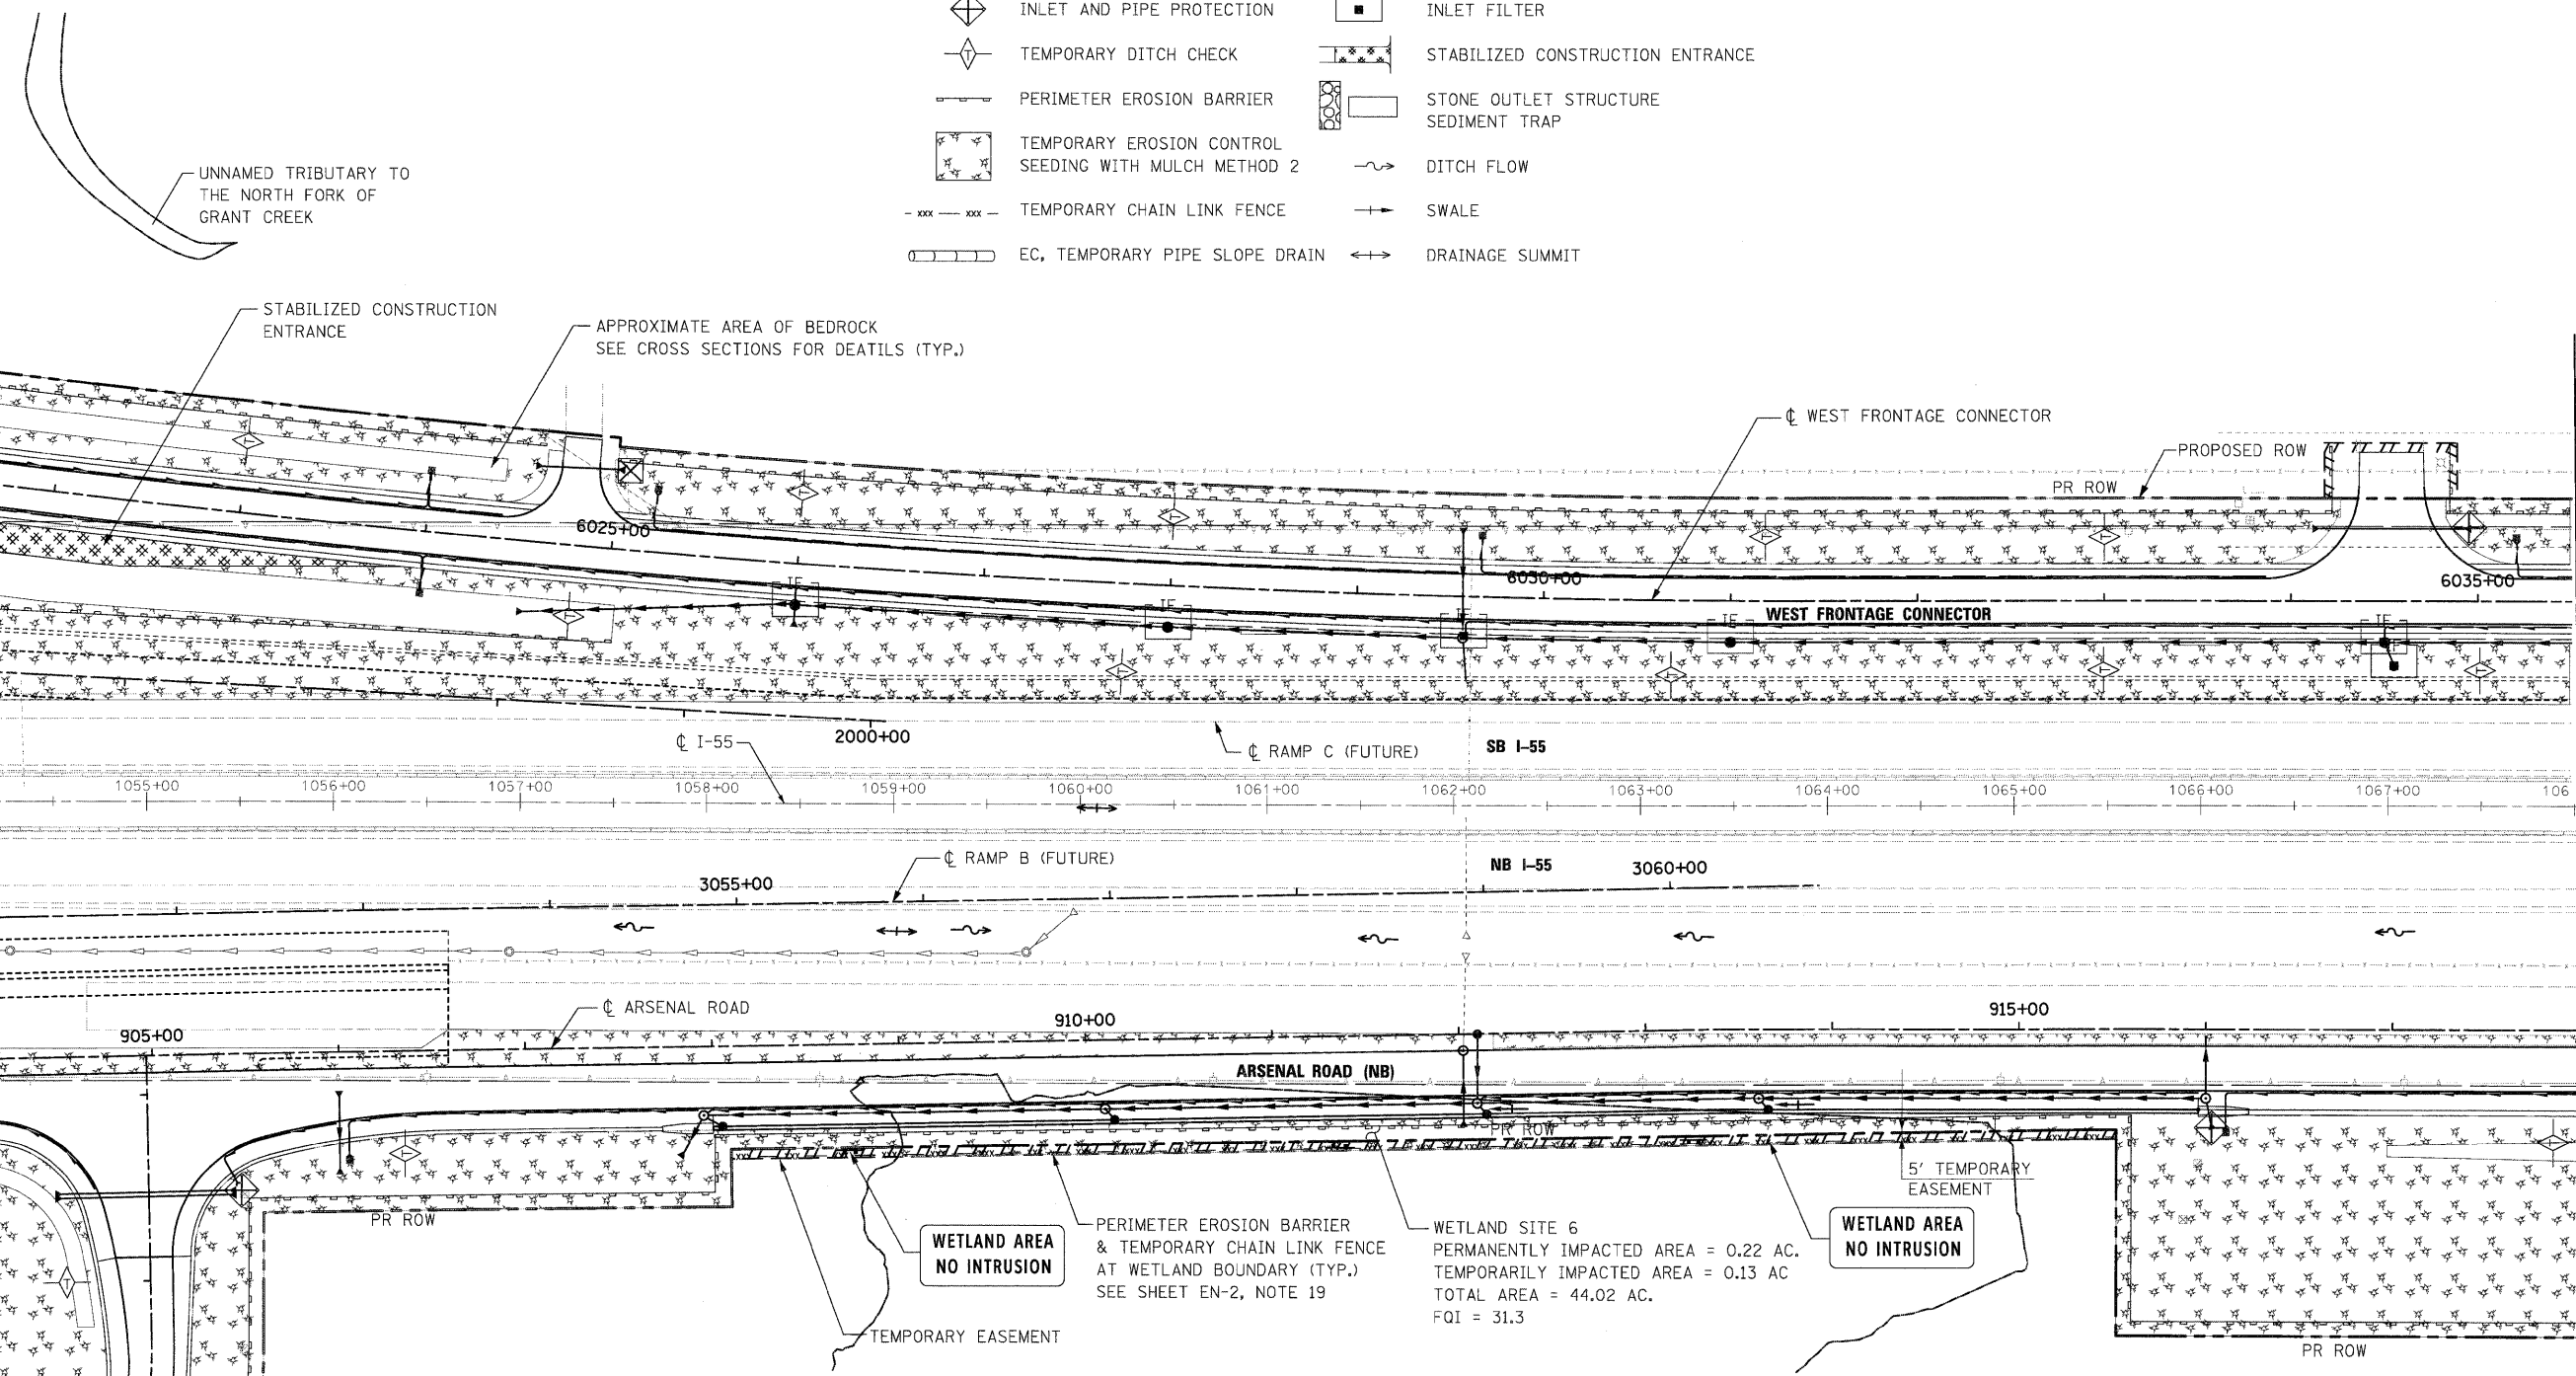 INLET AND PIPE PROTECTION
INLET FILTER
TEMPORARY DITCH CHECK
STABILIZED CONSTRUCTION ENTRANCE
PERIMETER EROSION BARRIER
STONE OUTLET STRUCTURE
SEDIMENT TRAP
TEMPORARY EROSION CONTROL
SEEDING WITH MULCH METHOD 2
DITCH FLOW
- XXX — XXX -
TEMPORARY CHAIN LINK FENCE
SWALE
EC, TEMPORARY PIPE SLOPE DRAIN
DRAINAGE SUMMIT
UNNAMED TRIBUTARY TO
THE NORTH FORK OF
GRANT CREEK
STABILIZED CONSTRUCTION
ENTRANCE
APPROXIMATE AREA OF BEDROCK
SEE CROSS SECTIONS FOR DEATILS (TYP.)
℄ WEST FRONTAGE CONNECTOR
PROPOSED ROW
PR ROW
6025+00
6030+00
6035+00
WEST FRONTAGE CONNECTOR
IF
IF
IF
IF
IF
2000+00
℄ I-55
℄ RAMP C (FUTURE)
SB I-55
1055+00
1056+00
1057+00
1058+00
1059+00
1060+00
1061+00
1062+00
1063+00
1064+00
1065+00
1066+00
1067+00
106
℄ RAMP B (FUTURE)
NB I-55
3055+00
3060+00
℄ ARSENAL ROAD
905+00
910+00
915+00
ARSENAL ROAD (NB)
PR ROW
5' TEMPORARY
EASEMENT
PR ROW
WETLAND AREA
NO INTRUSION
PERIMETER EROSION BARRIER
& TEMPORARY CHAIN LINK FENCE
AT WETLAND BOUNDARY (TYP.)
SEE SHEET EN-2, NOTE 19
WETLAND SITE 6
PERMANENTLY IMPACTED AREA = 0.22 AC.
TEMPORARILY IMPACTED AREA = 0.13 AC
TOTAL AREA = 44.02 AC.
FQI = 31.3
WETLAND AREA
NO INTRUSION
TEMPORARY EASEMENT
PR ROW